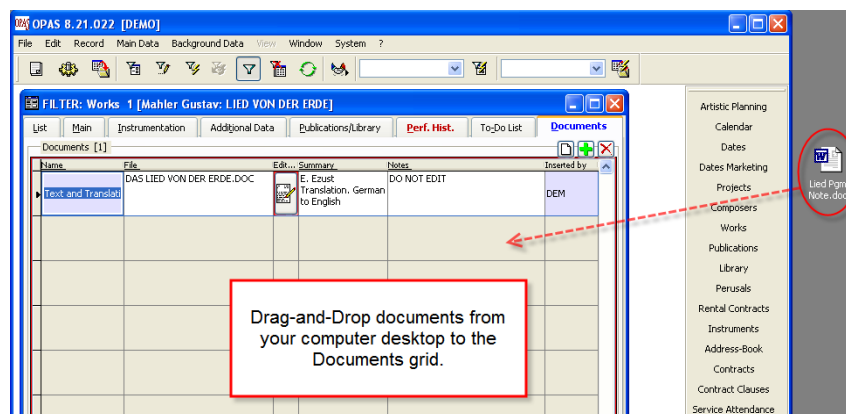 OPAS 8.21.022 [DEMO]
File Edit Record Main Data Background Data View Window System ?
FILTER: Works 1 [Mahler Gustav: LIED VON DER ERDE]
List Main Instrumentation Additional Data Publications/Library Perf. Hist. To-Do List Documents
Documents [1]
Name File Edit... Summary Notes Inserted by
Text and Translati
DAS LIED VON DER ERDE.DOC
E. Ezust
Translation. German
to English
DO NOT EDIT
DEM
Drag-and-Drop documents from
your computer desktop to the
Documents grid.
Artistic Planning
Calendar
Dates
Dates Marketing
Projects
Composers
Works
Publications
Library
Perusals
Rental Contracts
Instruments
Address-Book
Contracts
Contract Clauses
Service Attendance
Lied Pgm
Note.doc